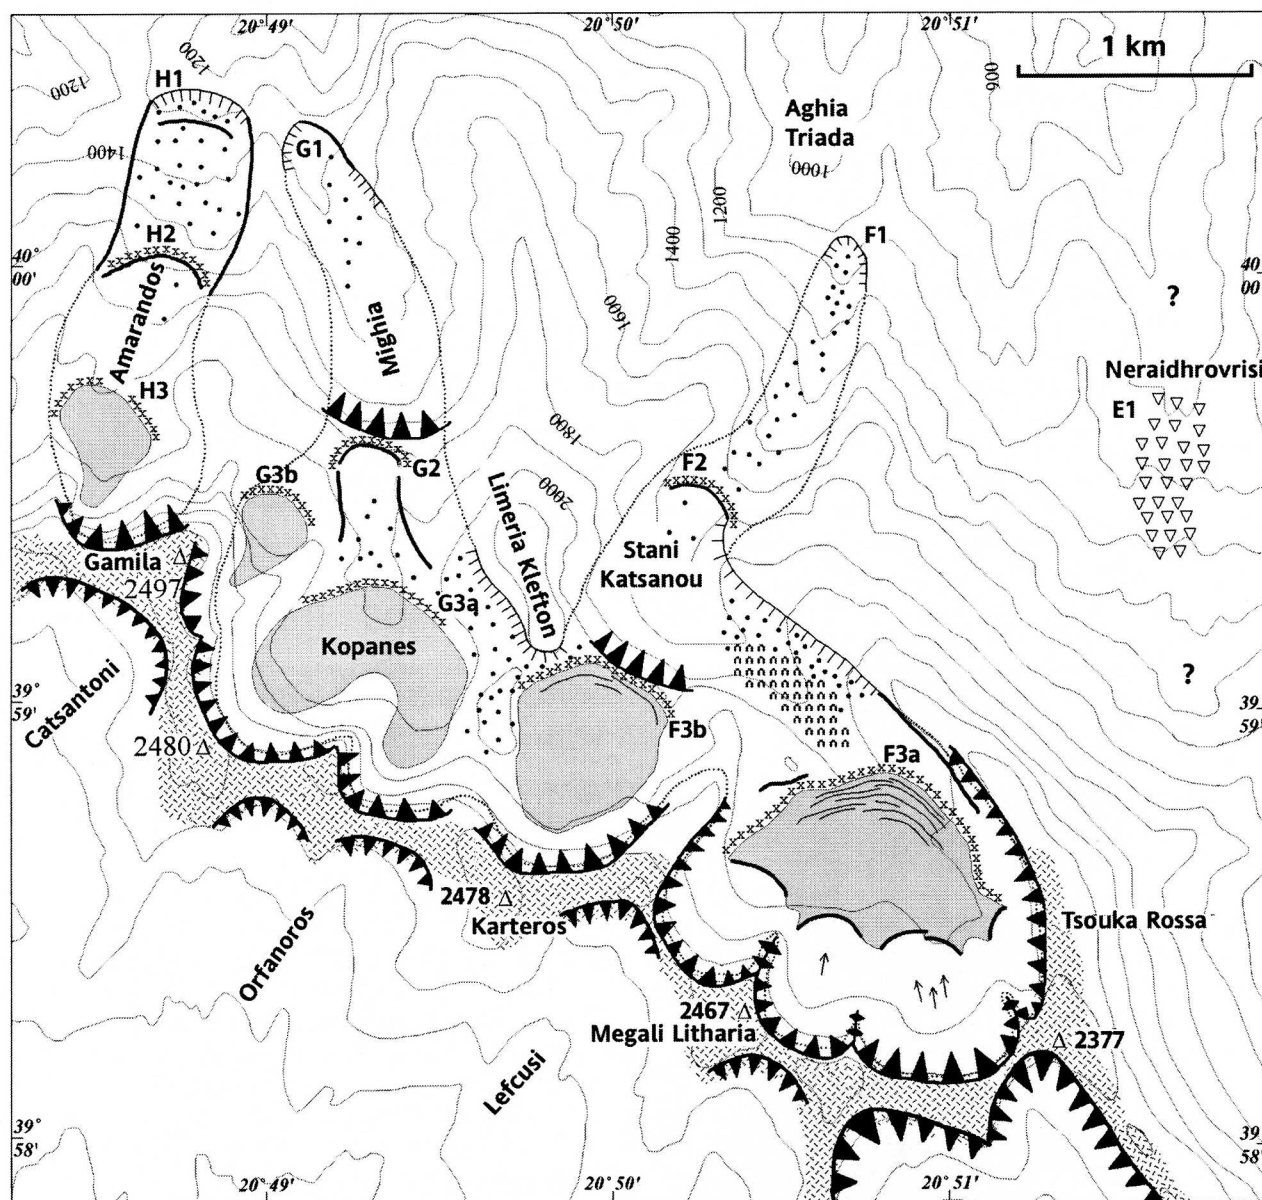 20°49'
20°50'
20°51'
1 km
H1
1200
1200
900
Aghia
Triada
1000
G1
1400
1200
H2
F1
1400
40°
00'
40
00'
?
1600
Amarandos
Mighia
Neraidhrovrisi
E1
H3
1800
G2
F2
G3b
2000
Limeria Klefton
Stani
Katsanou
Gamila
2497
G3a
Kopanes
?
39°
59'
39
59'
Catsantoni
F3b
2480
F3a
2478
Karteros
Tsouka Rossa
Orfanoros
2467
Megali Litharia
2377
Lefcusi
39°
58'
39
58'
20°49'
20°50'
20°51'